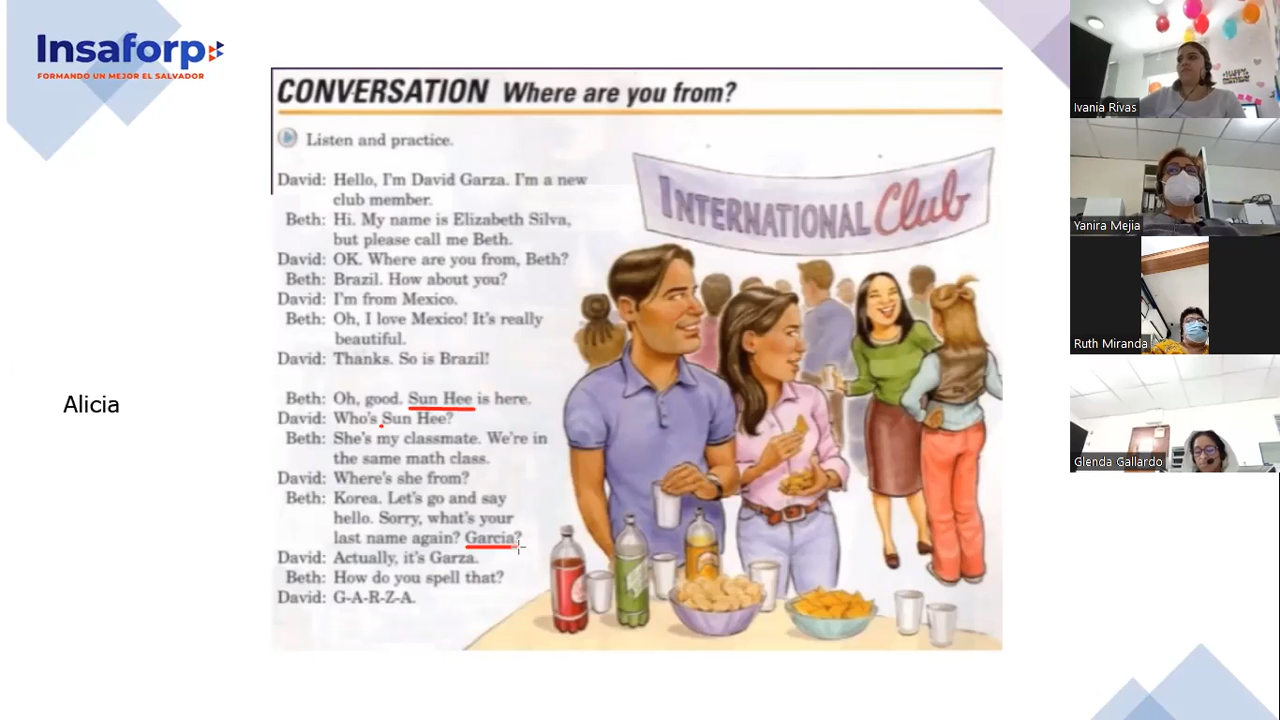 Insaforp
FORMANDO UN MEJOR EL SALVADOR
CONVERSATION Where are you from?
Listen and practice.
David: Hello, I'm David Garza. I'm a new
club member.
Beth: Hi. My name is Elizabeth Silva,
but please call me Beth.
David: OK. Where are you from, Beth?
Beth: Brazil. How about you?
David: I'm from Mexico.
Beth: Oh, I love Mexico! It's really
beautiful.
David: Thanks. So is Brazil!
Beth: Oh, good. Sun Hee is here.
David: Who's Sun Hee?
Beth: She's my classmate. We're in
the same math class.
David: Where's she from?
Beth: Korea. Let's go and say
hello. Sorry, what's your
last name again? Garcia?
David: Actually, it's Garza.
Beth: How do you spell that?
David: G-A-R-Z-A.
INTERNATIONAL Club
Alicia
Ivania Rivas
Yanira Mejia
Ruth Miranda
Glenda Gallardo